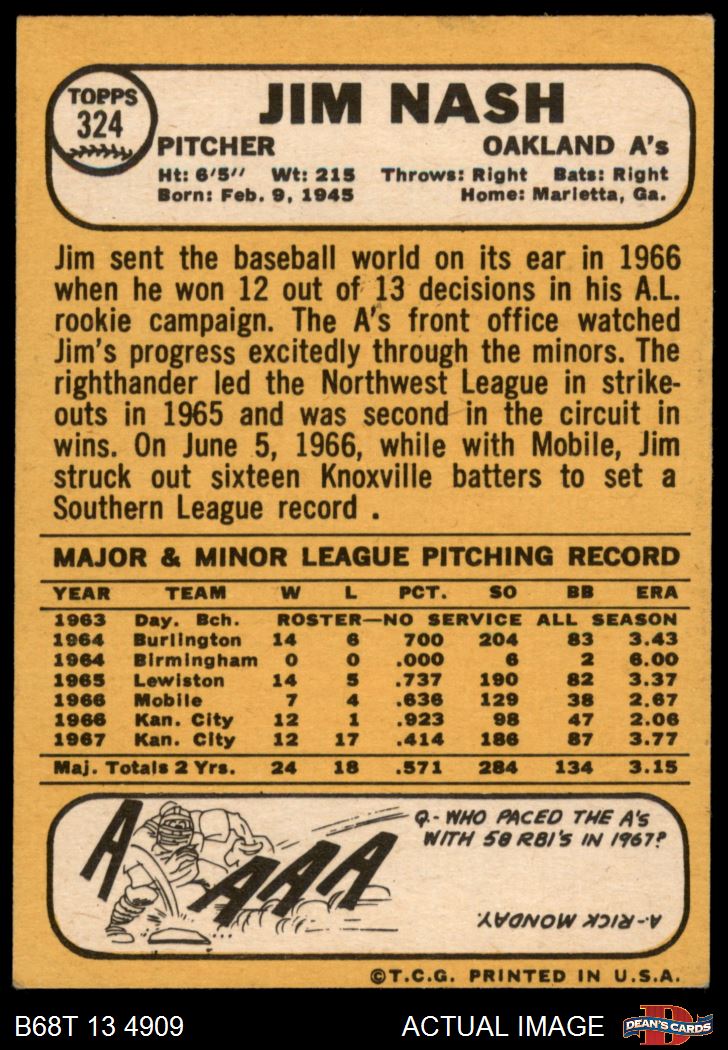 TOPPS
324
JIM NASH
PITCHER OAKLAND A's
Ht: 6'5" Wt: 215 Throws: Right Bats: Right
Born: Feb. 9, 1945 Home: Marietta, Ga.
Jim sent the baseball world on its ear in 1966
when he won 12 out of 13 decisions in his A.L.
rookie campaign. The A's front office watched
Jim's progress excitedly through the minors. The
righthander led the Northwest League in strike-
outs in 1965 and was second in the circuit in
wins. On June 5, 1966, while with Mobile, Jim
struck out sixteen Knoxville batters to set a
Southern League record .
MAJOR & MINOR LEAGUE PITCHING RECORD
YEAR TEAM W L PCT. SO BB ERA
1963 Day. Bch. ROSTER—NO SERVICE ALL SEASON
1964 Burlington 14 6 700 204 83 3.43
1964 Birmingham 0 0 .000 6 2 6.00
1965 Lewiston 14 5 .737 190 82 3.37
1966 Mobile 7 4 .636 129 38 2.67
1966 Kan. City 12 1 .923 98 47 2.06
1967 Kan. City 12 17 .414 186 87 3.77
Maj. Totals 2 Yrs. 24 18 .571 284 134 3.15
A AAA
Q.- WHO PACED THE A'S
WITH 58 RBI'S IN 1967?
A.- RICK MONDAY.
©T.C.G. PRINTED IN U.S.A.
B68T 13 4909 ACTUAL IMAGE
D
DEAN'S CARDS